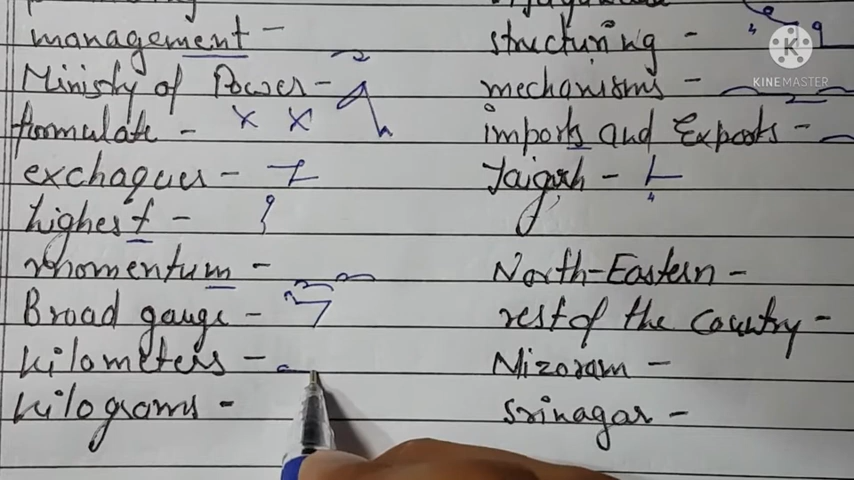 management -
Ministry of Power -
formulate - x x
exchaques -
highest -
momentum -
Broad gauge -
Kilometers -
Kilograms -
structuring -
mechanisms -
imports and Exports -
Jaigarh -
North-Eastern -
rest of the Country -
Mizoram -
Srinagar -
K
KINEMASTER